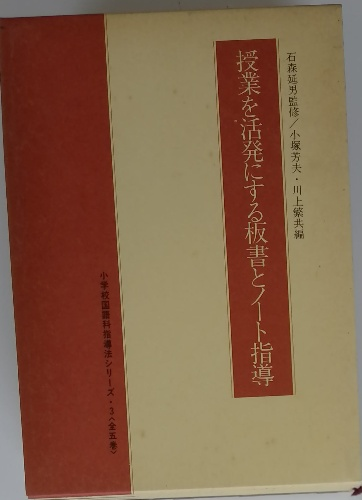 石森延男監修／小塚芳夫・川上繁共編
授業を活発にする板書とノート指導
小学校国語科指導法シリーズ・3〈全五巻〉